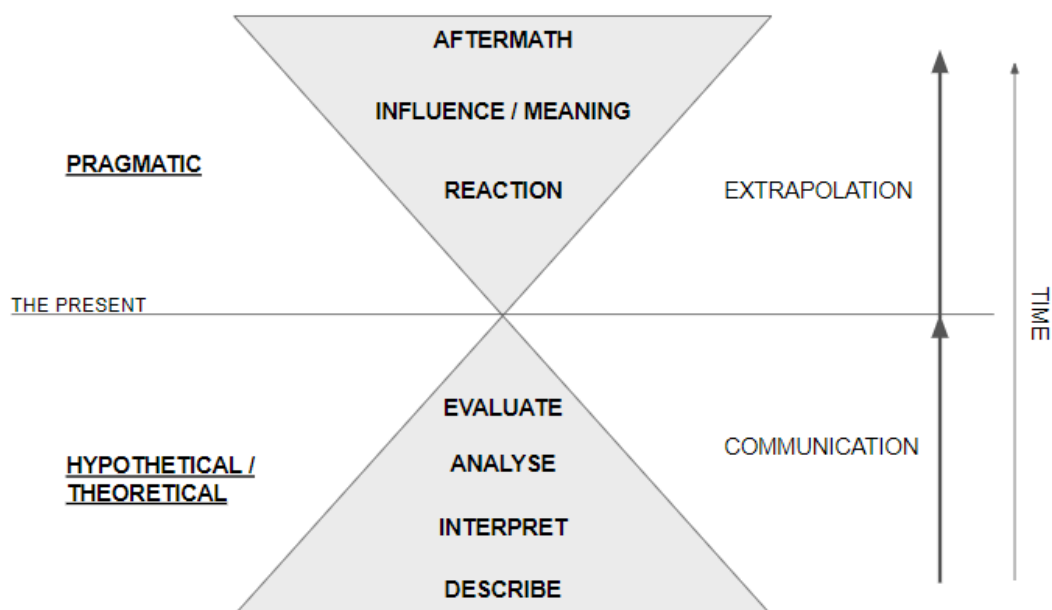 AFTERMATH
INFLUENCE / MEANING
PRAGMATIC
REACTION
EXTRAPOLATION
THE PRESENT
TIME
EVALUATE
COMMUNICATION
ANALYSE
HYPOTHETICAL /
THEORETICAL
INTERPRET
DESCRIBE